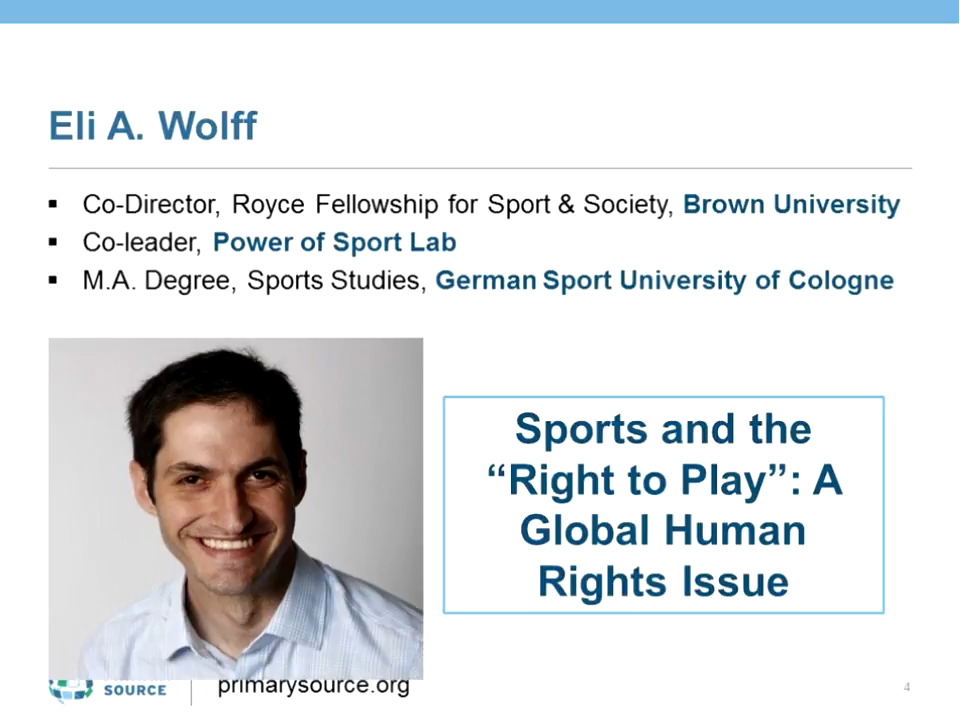 Eli A. Wolff
▪ Co-Director, Royce Fellowship for Sport & Society, Brown University
▪ Co-leader, Power of Sport Lab
▪ M.A. Degree, Sports Studies, German Sport University of Cologne
Sports and the
“Right to Play”: A
Global Human
Rights Issue
SOURCE
primarysource.org
4